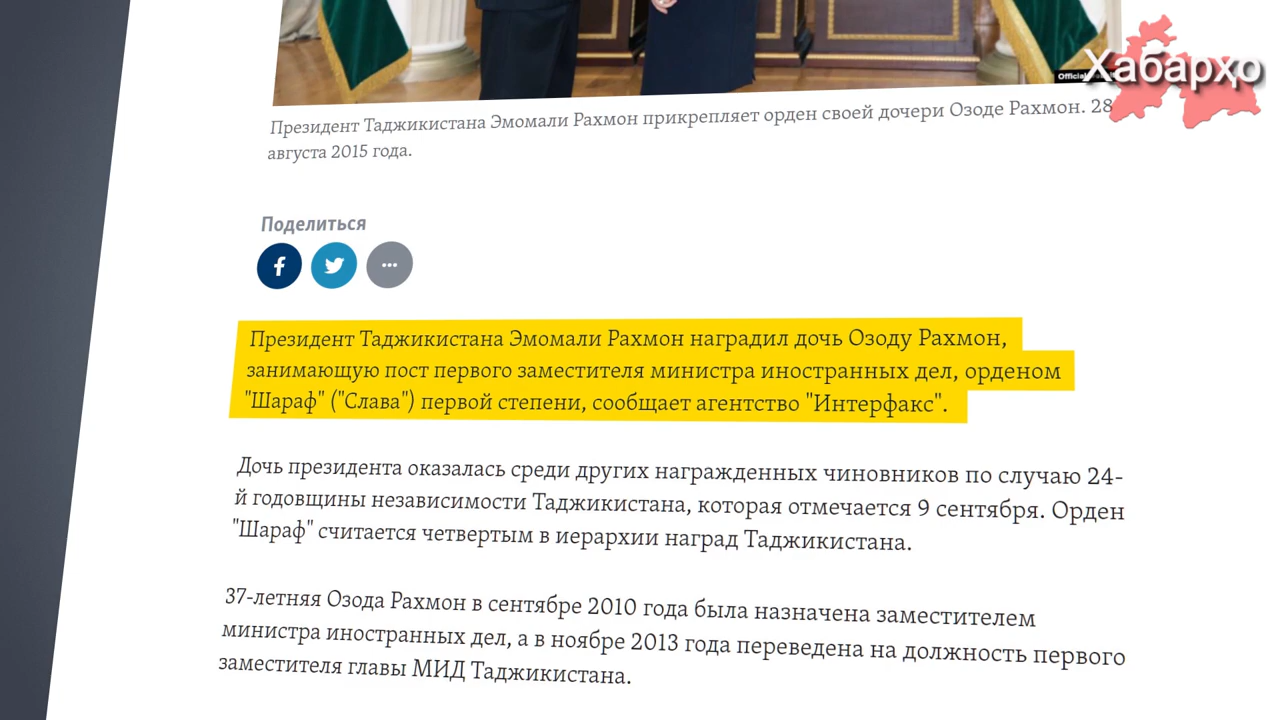 Хабарҳо
Official
Президент Таджикистана Эмомали Рахмон прикрепляет орден своей дочери Озоде Рахмон. 28
августа 2015 года.
Поделиться
Президент Таджикистана Эмомали Рахмон наградил дочь Озоду Рахмон,
занимающую пост первого заместителя министра иностранных дел, орденом
"Шараф" ("Слава") первой степени, сообщает агентство "Интерфакс".
Дочь президента оказалась среди других награжденных чиновников по случаю 24-
й годовщины независимости Таджикистана, которая отмечается 9 сентября. Орден
"Шараф" считается четвертым в иерархии наград Таджикистана.
37-летняя Озода Рахмон в сентябре 2010 года была назначена заместителем
министра иностранных дел, а в ноябре 2013 года переведена на должность первого
заместителя главы МИД Таджикистана.